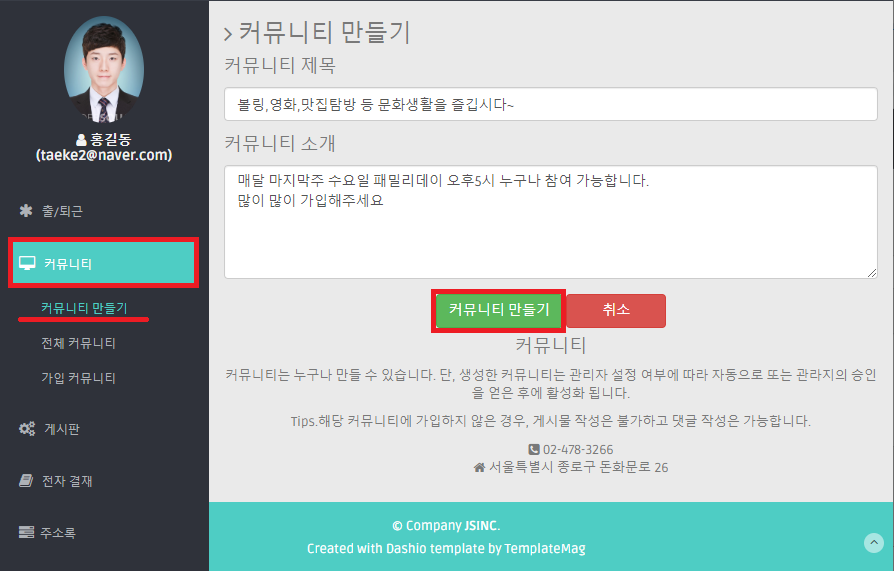 홍길동
(taeke2@naver.com)
출/퇴근
커뮤니티
커뮤니티 만들기
전체 커뮤니티
가입 커뮤니티
게시판
전자 결재
주소록
> 커뮤니티 만들기
커뮤니티 제목
볼링,영화,맛집탐방 등 문화생활을 즐깁시다~
커뮤니티 소개
매달 마지막주 수요일 패밀리데이 오후5시 누구나 참여 가능합니다.
많이 많이 가입해주세요
커뮤니티 만들기
취소
커뮤니티
커뮤니티는 누구나 만들 수 있습니다. 단, 생성한 커뮤니티는 관리자 설정 여부에 따라 자동으로 또는 관라지의 승인
을 얻은 후에 활성화 됩니다.
Tips.해당 커뮤니티에 가입하지 않은 경우, 게시물 작성은 불가하고 댓글 작성은 가능합니다.
02-478-3266
서울특별시 종로구 돈화문로 26
© Company JSINC.
Created with Dashio template by TemplateMag